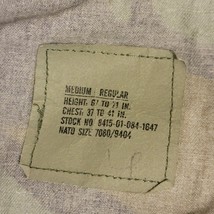 MEDIUM REGULAR
HEIGHT: 67 TO 71 IN.
CHEST: 37 TO 41 IN.
STOCK NO 8415-01-084-1647
NATO SIZE 7080/9404